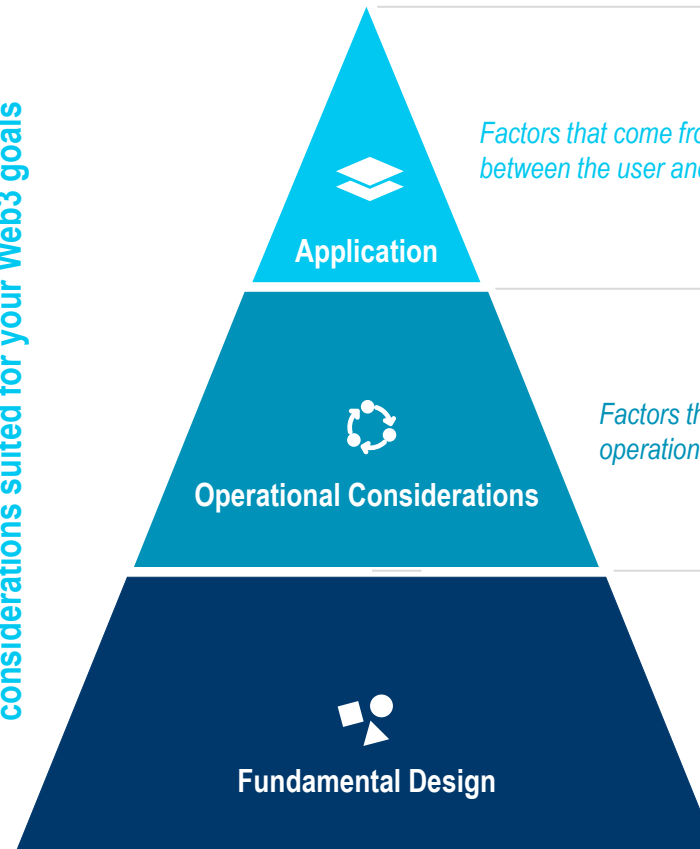 considerations suited for your Web3 goals
Factors that come
between the user
Application
Factors
operation
Operational Considerations
Fundamental Design